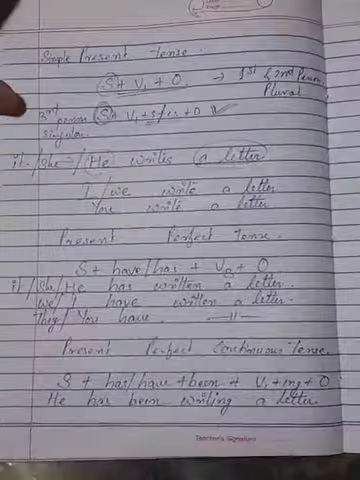 Simple Present Tense.
S + V1 + O → 1st & 2nd Person
Plural
3rd person S + V1 + s/es + O
singular
it/She/He writes a letter
I/we write a letter
You write a letter
Present Perfect Tense.
S + have/has + V3 + O
it/She/He has written a letter.
we/I have written a letter.
They/You have —"—
Present Perfect Continuous Tense.
S + has/have + been + V1 + ing + O
He has been writing a letter.
Teacher's Signature